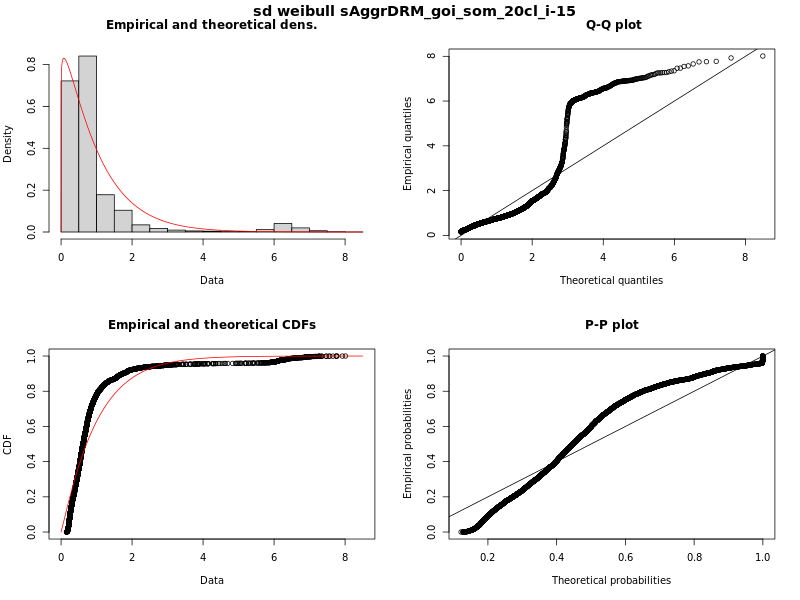 sd weibull sAggrDRM_goi_som_20cl_i-15
Empirical and theoretical dens.
Density
0.0 0.2 0.4 0.6 0.8
0 2 4 6 8
Data
Q-Q plot
Empirical quantiles
0 2 4 6 8
0 2 4 6 8
Theoretical quantiles
Empirical and theoretical CDFs
CDF
0.0 0.2 0.4 0.6 0.8 1.0
0 2 4 6 8
Data
P-P plot
Empirical probabilities
0.0 0.2 0.4 0.6 0.8 1.0
0.2 0.4 0.6 0.8 1.0
Theoretical probabilities